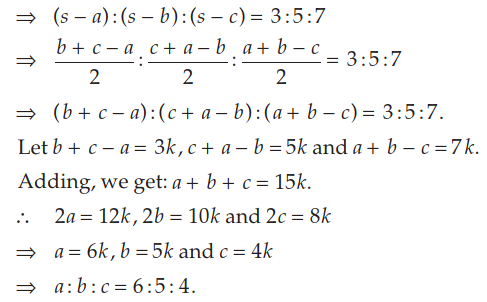 ⇒ (s – a) : (s – b) : (s – c) = 3 : 5 : 7
⇒ (b + c – a)/2 : (c + a – b)/2 : (a + b – c)/2 = 3 : 5 : 7
⇒ (b + c – a) : (c + a – b) : (a + b – c) = 3 : 5 : 7.
Let b + c – a = 3k, c + a – b = 5k and a + b – c = 7k.
Adding, we get: a + b + c = 15k.
∴ 2a = 12k, 2b = 10k and 2c = 8k
⇒ a = 6k, b = 5k and c = 4k
⇒ a : b : c = 6 : 5 : 4.